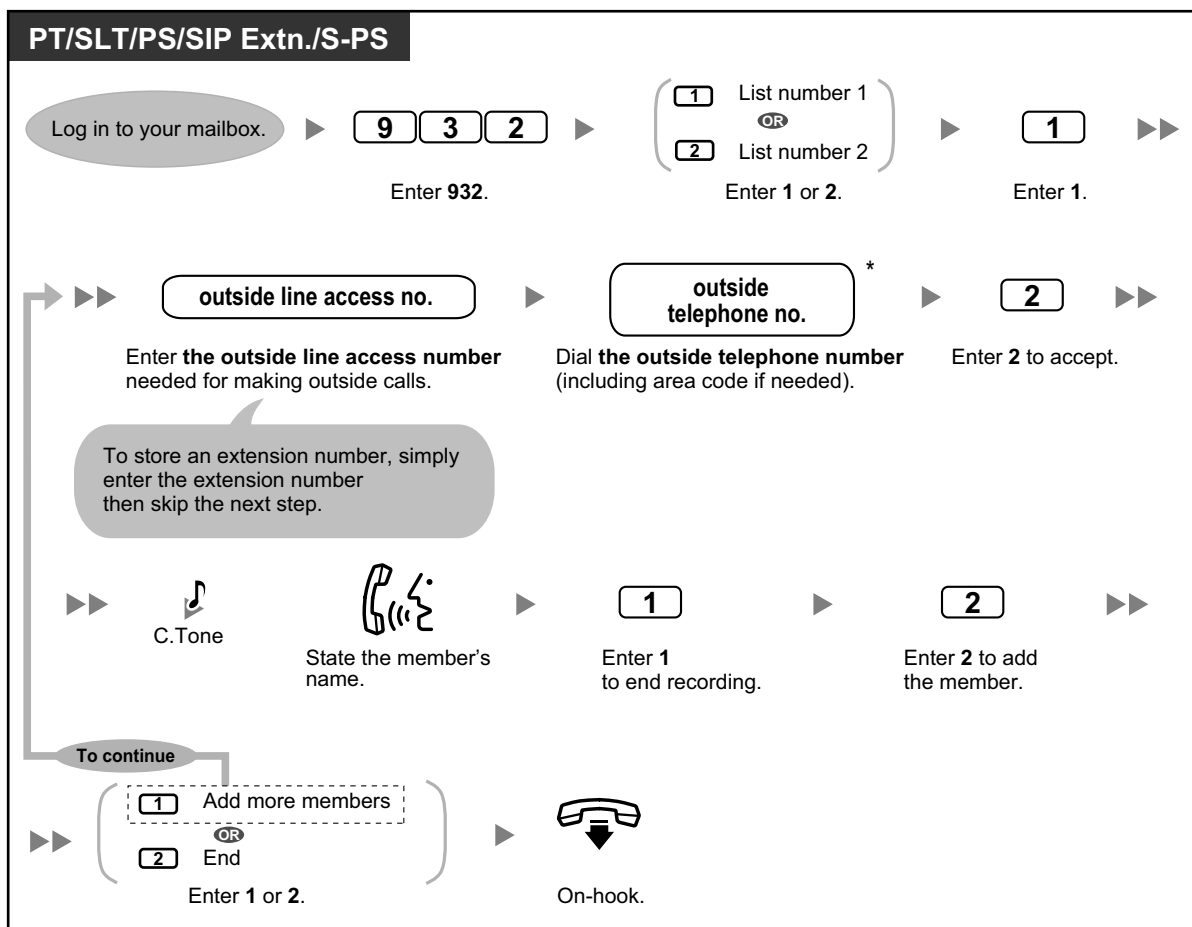 PT/SLT/PS/SIP Extn./S-PS
Log in to your mailbox.
9 3 2
Enter 932.
1 List number 1
OR
2 List number 2
Enter 1 or 2.
1
Enter 1.
outside line access no.
Enter the outside line access number
needed for making outside calls.
To store an extension number, simply
enter the extension number
then skip the next step.
outside
telephone no.
*
Dial the outside telephone number
(including area code if needed).
2
Enter 2 to accept.
C.Tone
State the member's
name.
1
Enter 1
to end recording.
2
Enter 2 to add
the member.
To continue
1 Add more members
OR
2 End
Enter 1 or 2.
On-hook.